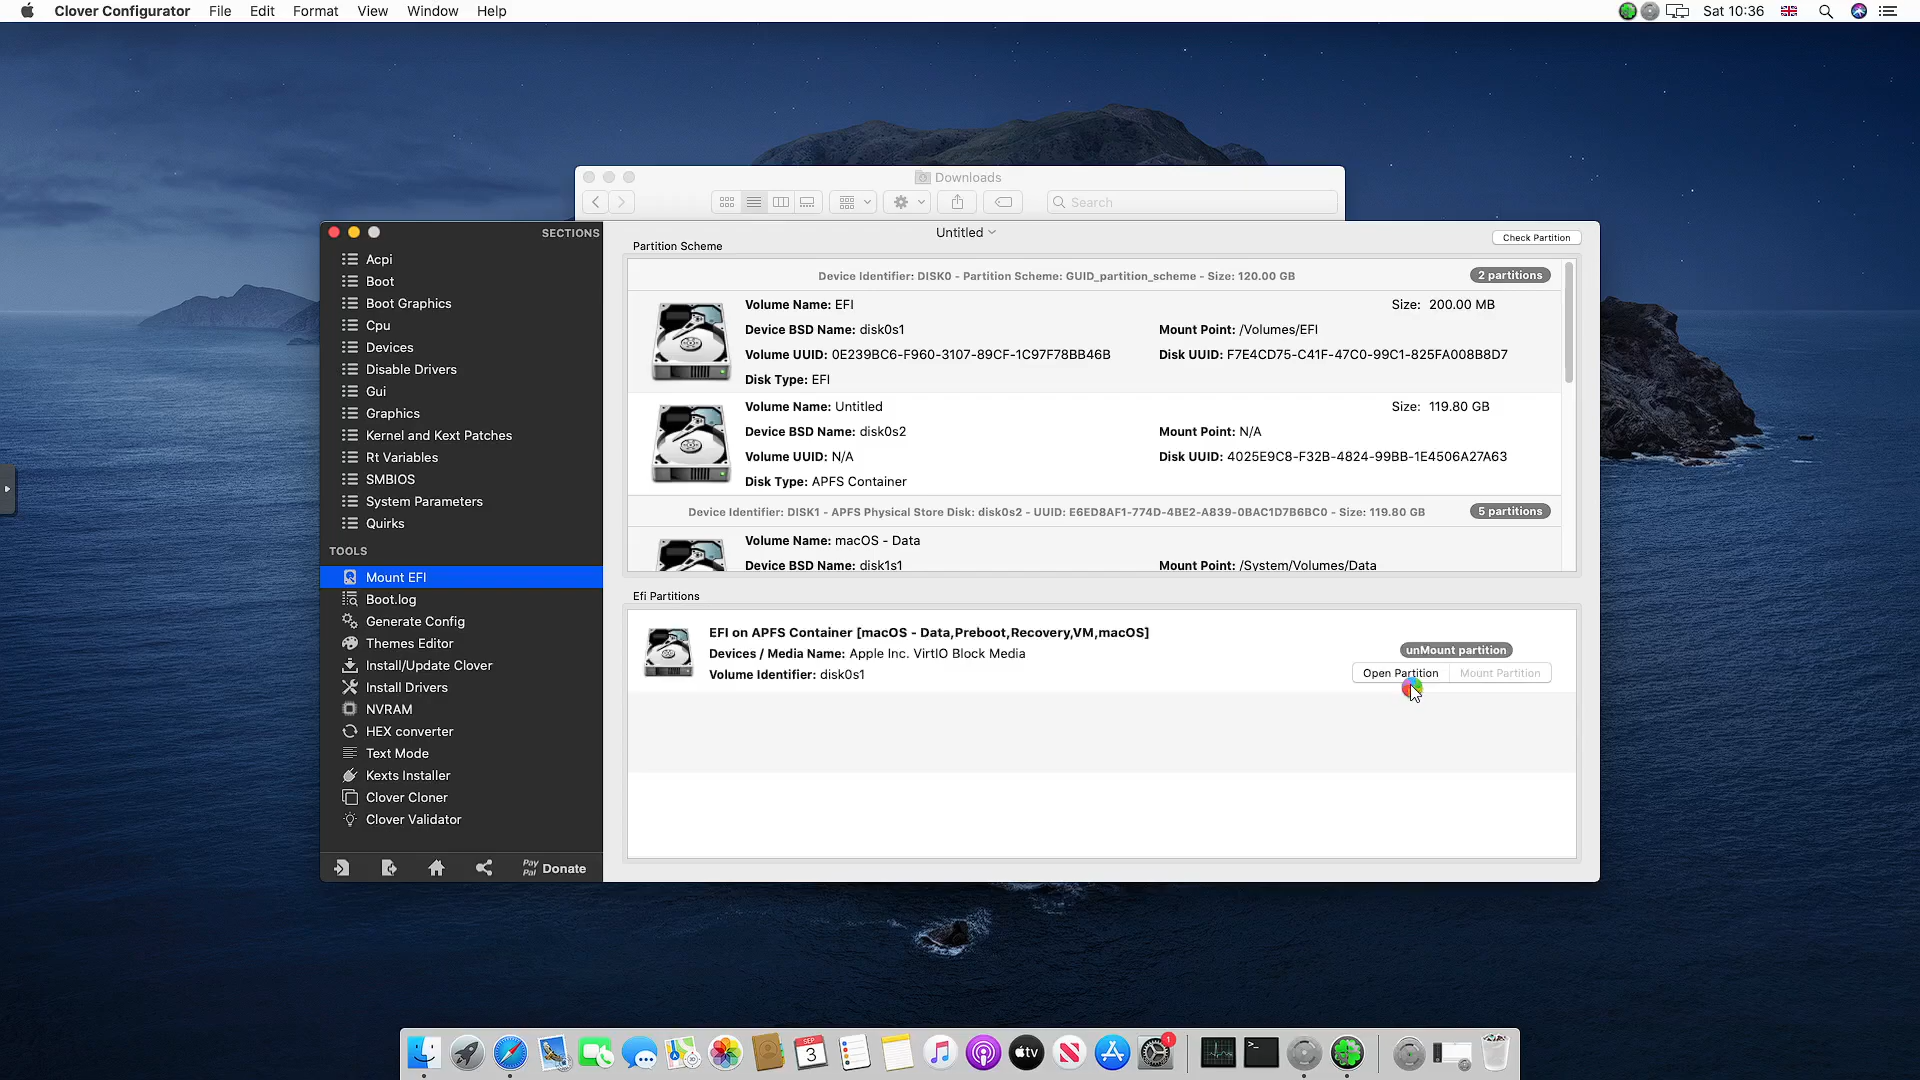 Clover Configurator File Edit Format View Window Help
Sat 10:36
Downloads
Search
SECTIONS
Acpi
Boot
Boot Graphics
Cpu
Devices
Disable Drivers
Gui
Graphics
Kernel and Kext Patches
Rt Variables
SMBIOS
System Parameters
Quirks
TOOLS
Mount EFI
Boot.log
Generate Config
Themes Editor
Install/Update Clover
Install Drivers
NVRAM
HEX converter
Text Mode
Kexts Installer
Clover Cloner
Clover Validator
Pay Pal Donate
Untitled
Check Partition
Partition Scheme
Device Identifier: DISK0 - Partition Scheme: GUID_partition_scheme - Size: 120.00 GB
2 partitions
Volume Name: EFI
Size: 200.00 MB
Device BSD Name: disk0s1
Mount Point: /Volumes/EFI
Volume UUID: 0E239BC6-F960-3107-89CF-1C97F78BB46B
Disk UUID: F7E4CD75-C41F-47C0-99C1-825FA008B8D7
Disk Type: EFI
Volume Name: Untitled
Size: 119.80 GB
Device BSD Name: disk0s2
Mount Point: N/A
Volume UUID: N/A
Disk UUID: 4025E9C8-F32B-4824-99BB-1E4506A27A63
Disk Type: APFS Container
Device Identifier: DISK1 - APFS Physical Store Disk: disk0s2 - UUID: E6ED8AF1-774D-4BE2-A839-0BAC1D7B6BC0 - Size: 119.80 GB
5 partitions
Volume Name: macOS - Data
Device BSD Name: disk1s1
Mount Point: /System/Volumes/Data
Efi Partitions
EFI on APFS Container [macOS - Data,Preboot,Recovery,VM,macOS]
Devices / Media Name: Apple Inc. VirtIO Block Media
Volume Identifier: disk0s1
unMount partition
Open Partition
Mount Partition
SEP
3
tv
1